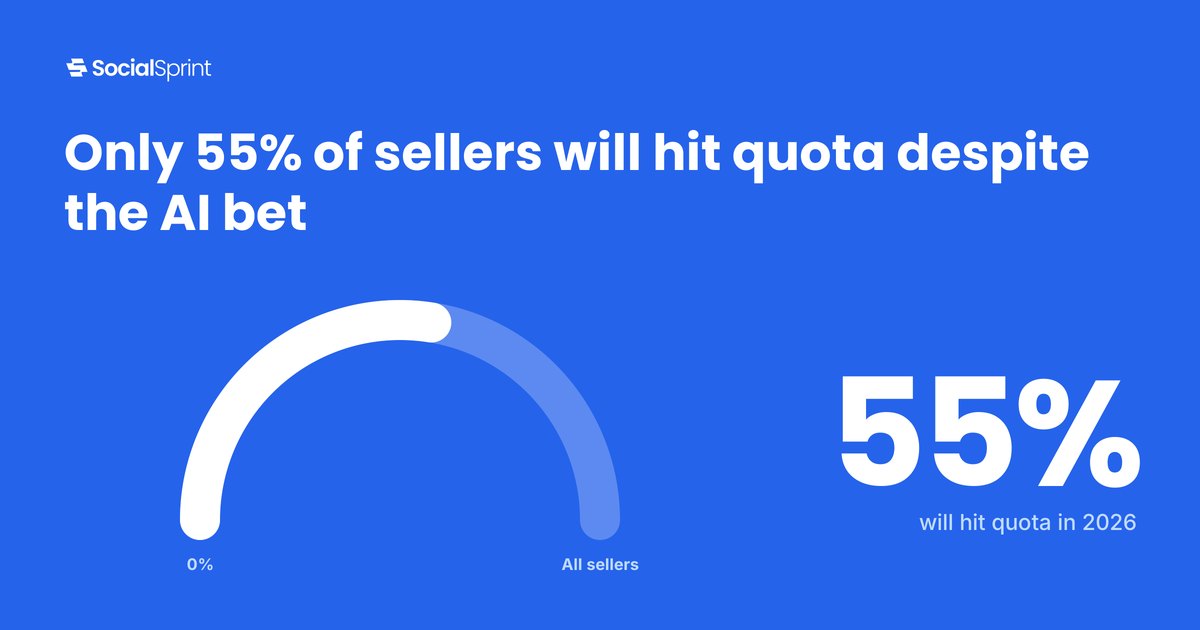 SocialSprint
Only 55% of sellers will hit quota despite
the AI bet
55%
will hit quota in 2026
0%
All sellers